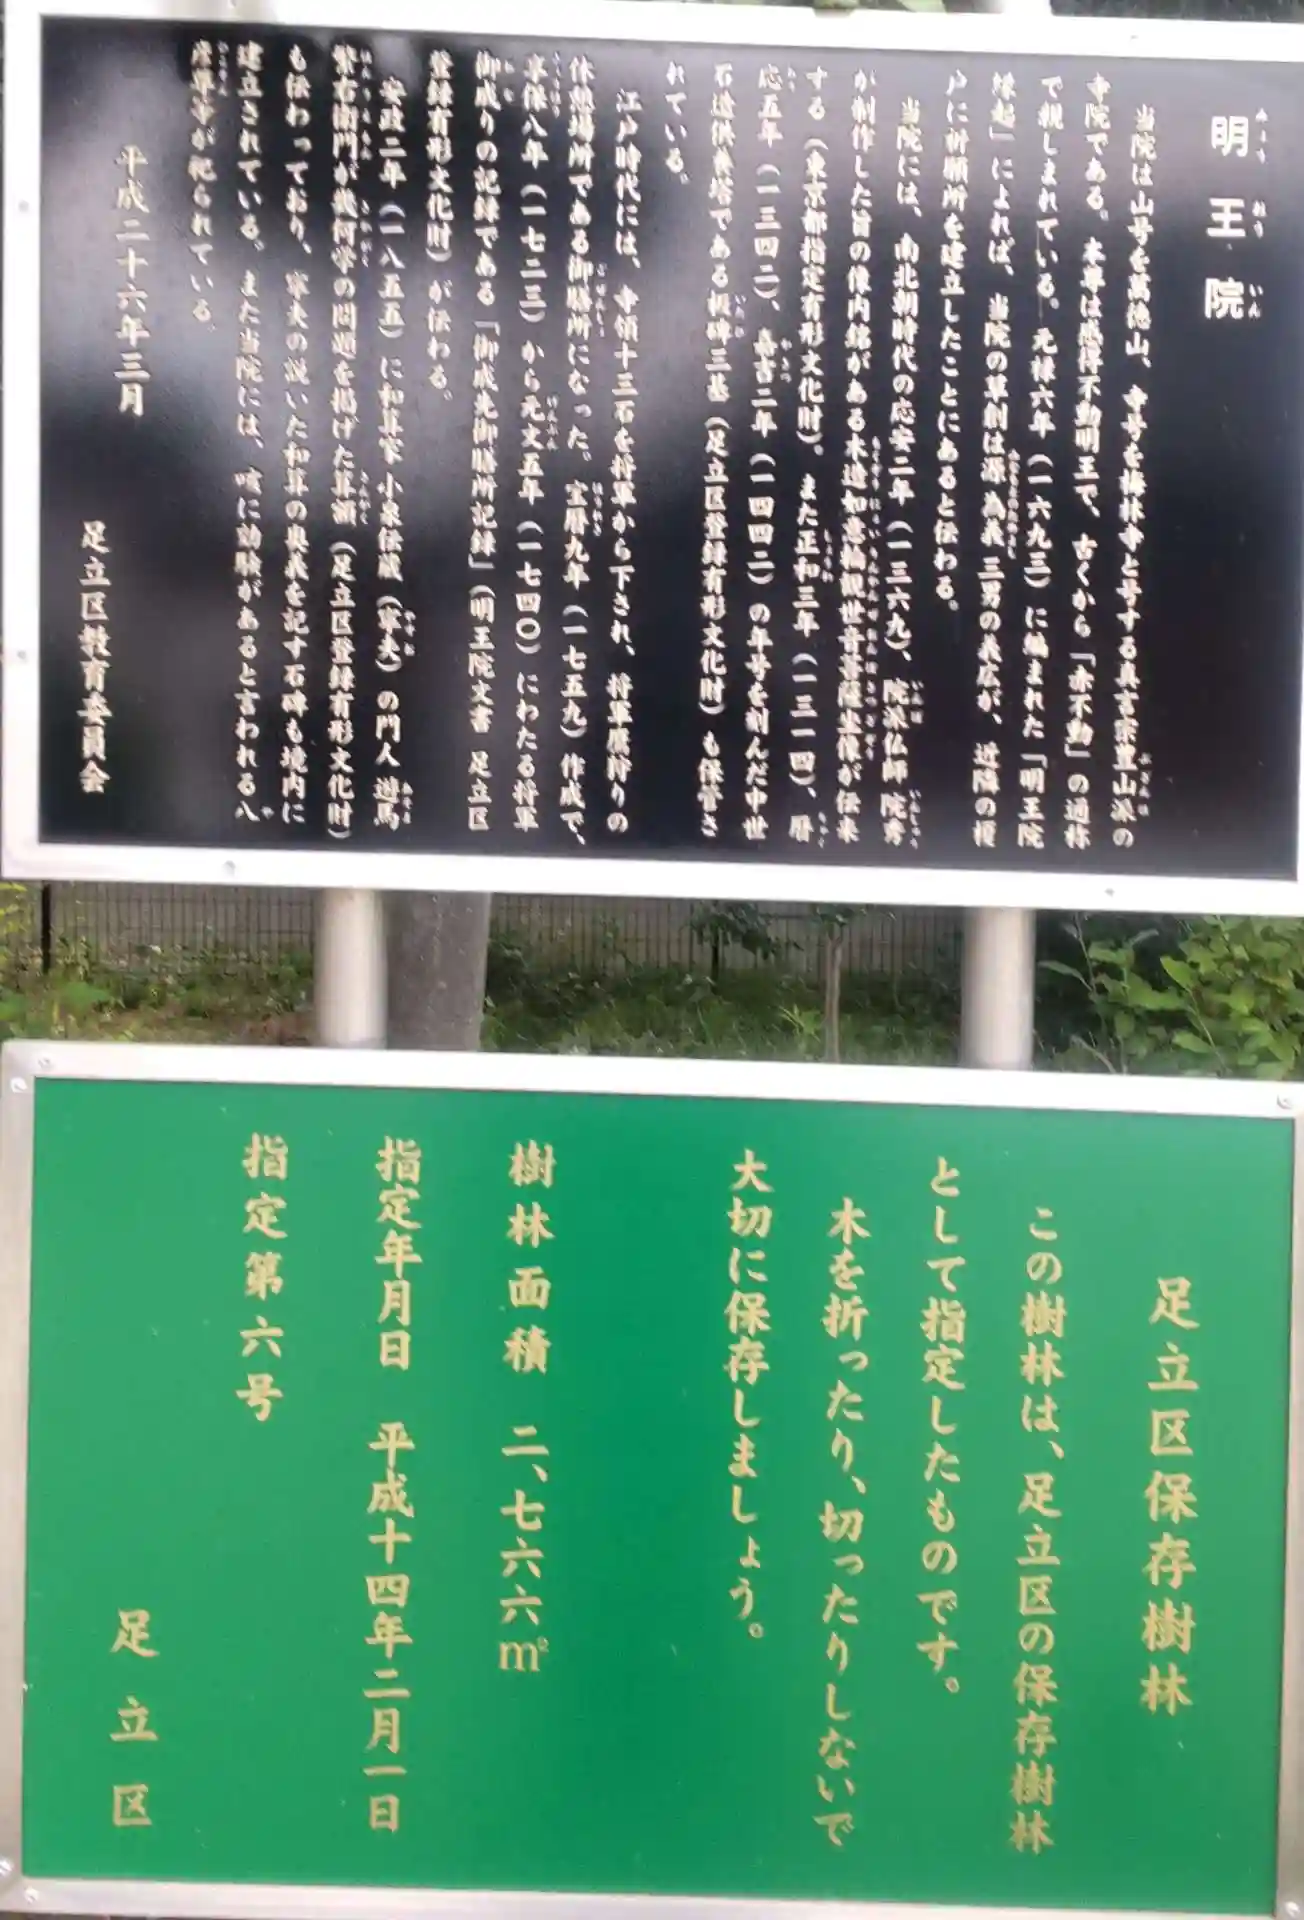 明王院
当院は山号を萬徳山、寺号を梅林寺と号する真言宗豊山派の
寺院である。本尊は感得不動明王で、古くから「赤不動」の通称
で親しまれている。元禄六年（一六九三）に編まれた「明王院
縁起」によれば、当院の草創は源為義三男の義広が、近隣の榎
戸に祈願所を建立したことにあると伝わる。
当院には、南北朝時代の応安二年（一三六九）、院派仏師院秀
が制作した旨の像内銘がある木造如意輪観世音菩薩坐像が伝来
する（東京都指定有形文化財）。また正和三年（一三一四）、暦
応五年（一三四二）、嘉吉二年（一四四二）の年号を刻んだ中世
石造供養塔である板碑三基（足立区登録有形文化財）も保管さ
れている。
江戸時代には、寺領十三石を将軍から下され、将軍鷹狩りの
休憩場所である御膳所になった。宝暦九年（一七五九）作成で、
享保八年（一七二三）から元文五年（一七四〇）にわたる将軍
御成りの記録である「御成先御膳所記録」（明王院文書 足立区
登録有形文化財）が伝わる。
安政二年（一八五五）に和算家小泉伝蔵（寧夫）の門人遊馬
繁右衛門が幾何学の問題を掲げた算額（足立区登録有形文化財）
も伝わっており、寧夫の説いた和算の奥義を記す石碑も境内に
建立されている。また当院には、咳に効験があると言われる八
彦尊等が祀られている。
平成二十六年三月
足立区教育委員会
足立区保存樹林
この樹林は、足立区の保存樹林
として指定したものです。
木を折ったり、切ったりしないで
大切に保存しましょう。
樹林面積 二、七六六㎡
指定年月日 平成十四年二月一日
指定第六号
足立区